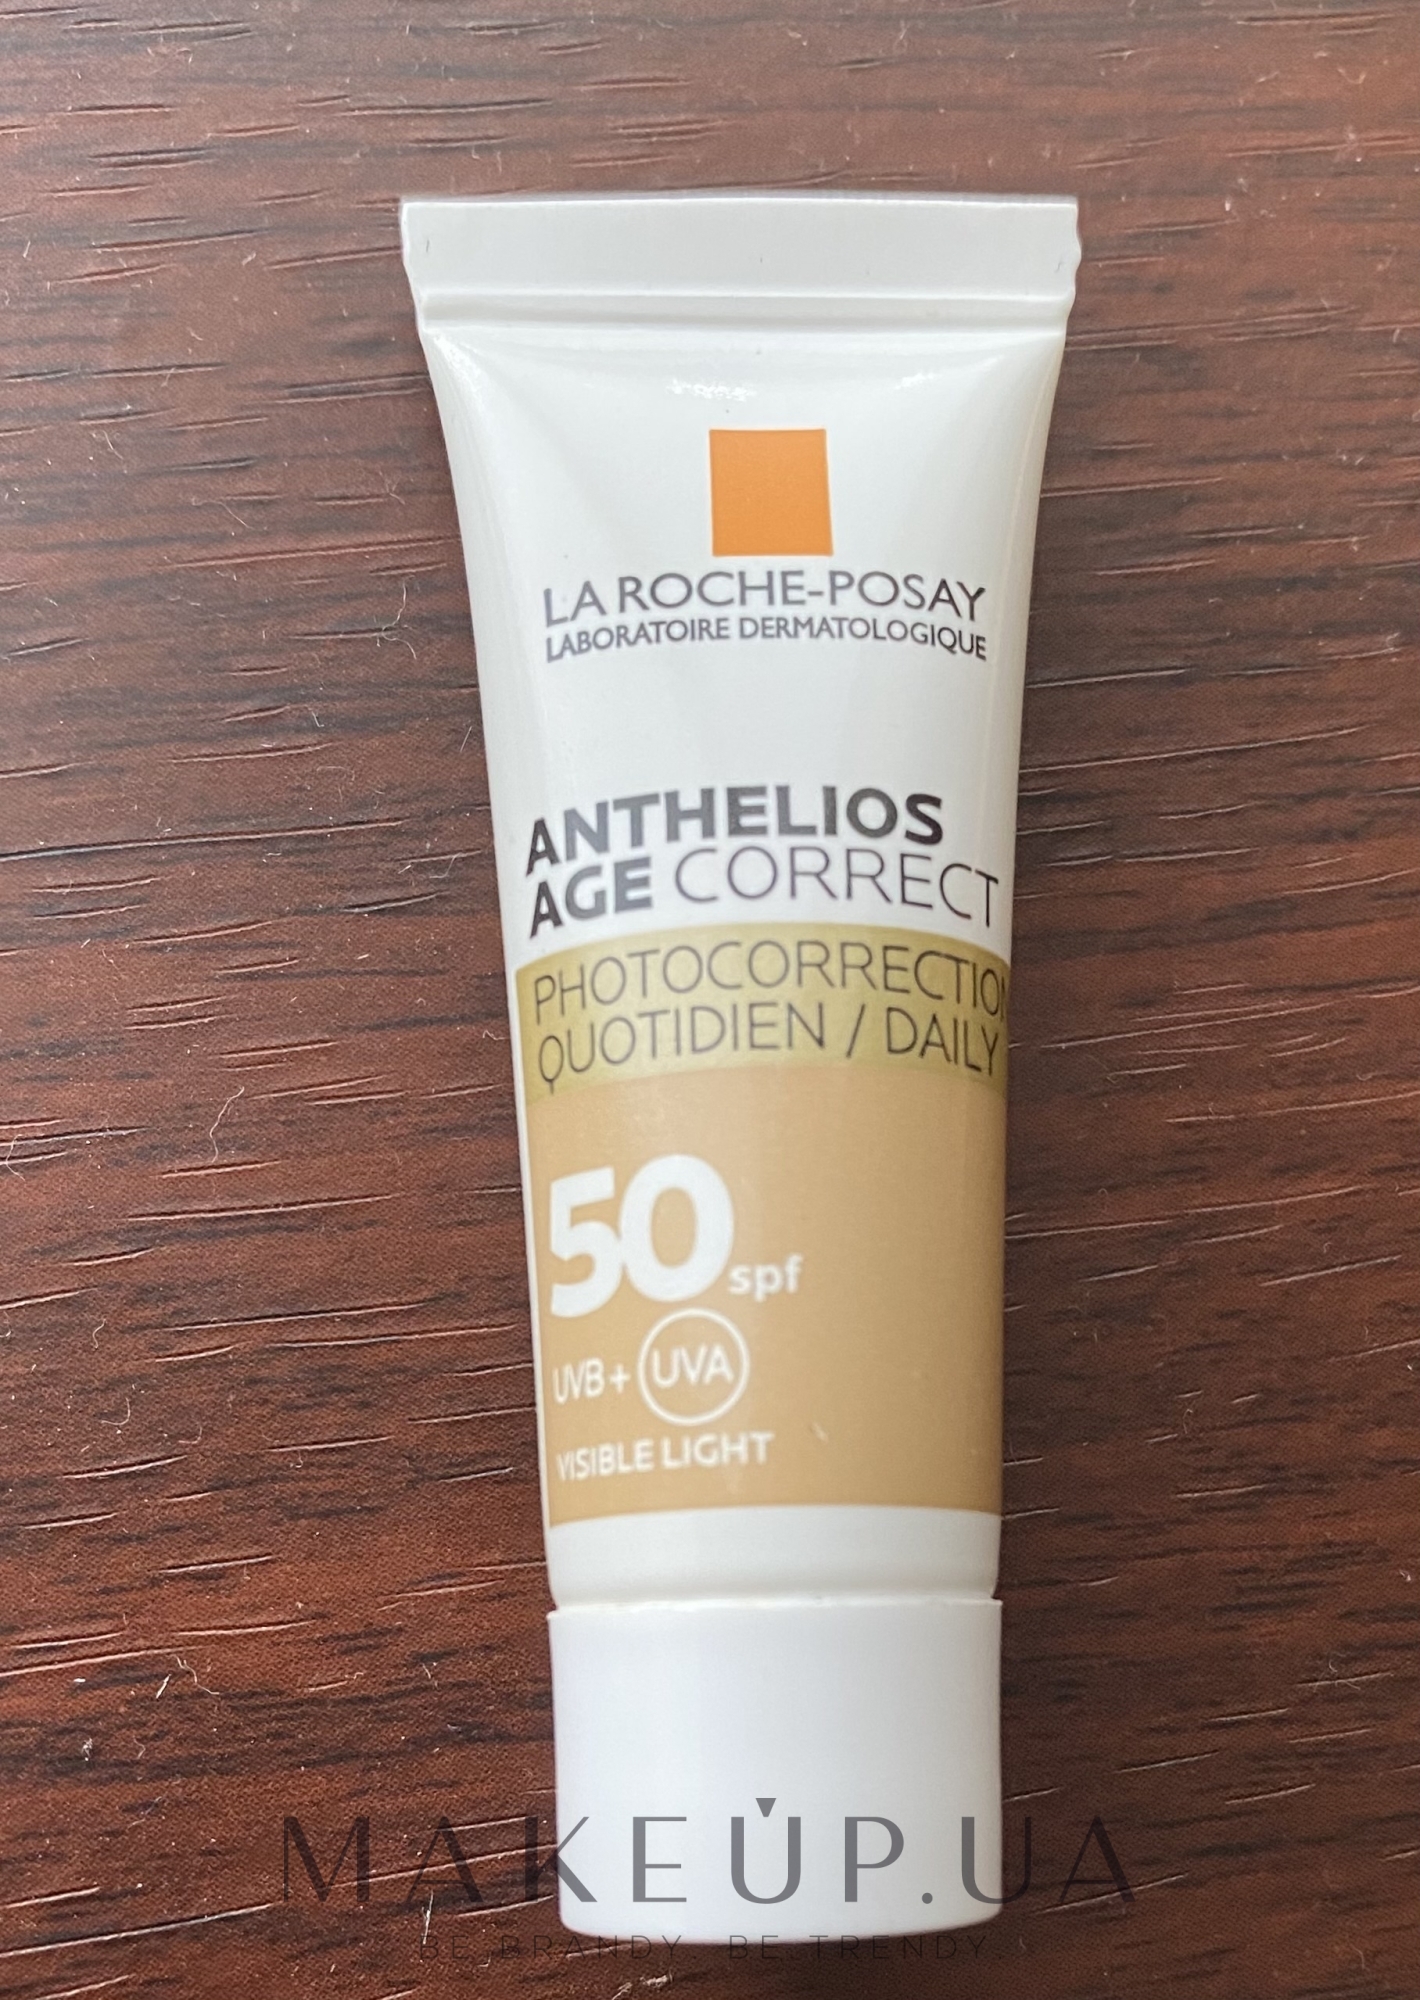 LA ROCHE-POSAY
LABORATOIRE DERMATOLOGIQUE
ANTHELIOS
AGE CORRECT
PHOTOCORRECTION
QUOTIDIEN / DAILY
50 spf
UVB + UVA
VISIBLE LIGHT
MAKEUP.UA
BE BRANDY. BE TRENDY.